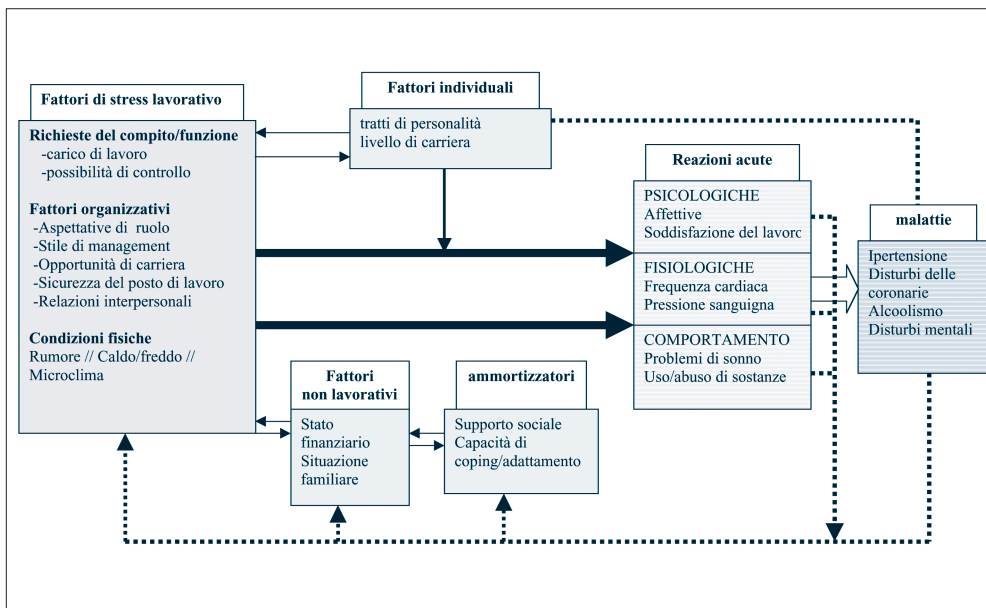 Fattori di stress lavorativo
Richieste del compito/funzione
-carico di lavoro
-possibilità di controllo
Fattori organizzativi
-Aspettative di ruolo
-Stile di management
-Opportunità di carriera
-Sicurezza del posto di lavoro
-Relazioni interpersonali
Condizioni fisiche
Rumore // Caldo/freddo //
Microclima
Fattori individuali
tratti di personalità
livello di carriera
Fattori
non lavorativi
Stato
finanziario
Situazione
familiare
ammortizzatori
Supporto sociale
Capacità di
coping/adattamento
Reazioni acute
PSICOLOGICHE
Affettive
Soddisfazione del lavoro
FISIOLOGICHE
Frequenza cardiaca
Pressione sanguigna
COMPORTAMENTO
Problemi di sonno
Uso/abuso di sostanze
malattie
Ipertensione
Disturbi delle
coronarie
Alcoolismo
Disturbi mentali